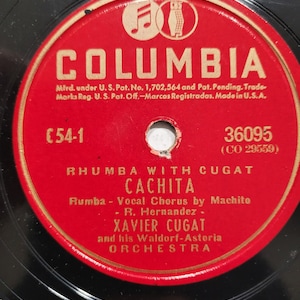 COLUMBIA
Mfrd. under U.S. Pat. No. 1,702,564 and Pat. Pending. Trade-
Marks Reg. U.S. Pat. Off.—Marcas Registradas. Made in U.S.A.
C54-1
36095
(CO 29559)
RHUMBA WITH CUGAT
CACHITA
Rumba - Vocal Chorus by Machito
- R. Hernandez -
XAVIER CUGAT
and his Waldorf-Astoria
ORCHESTRA